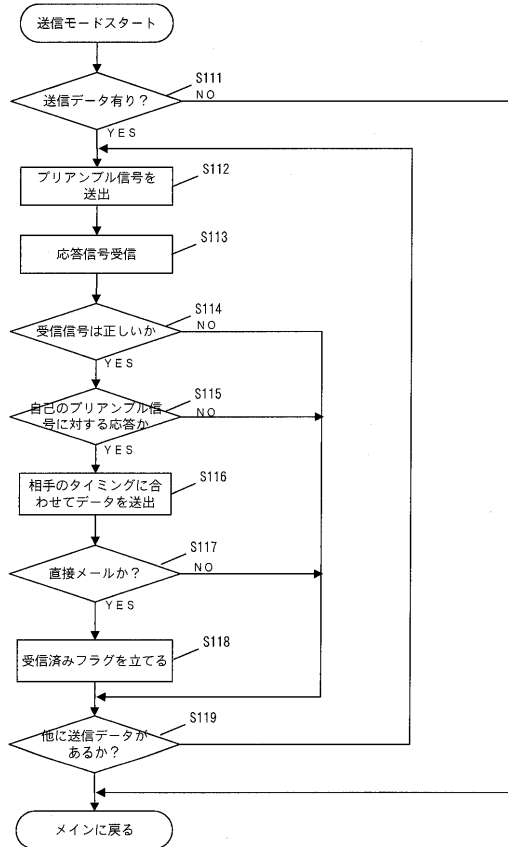 送信モードスタート
S111
送信データ有り？
NO
YES
S112
プリアンブル信号を
送出
S113
応答信号受信
S114
受信信号は正しいか
NO
YES
S115
自己のプリアンブル信
号に対する応答か
NO
YES
S116
相手のタイミングに合
わせてデータを送出
S117
直接メールか？
NO
YES
S118
受信済みフラグを立てる
S119
他に送信データが
あるか？
メインに戻る